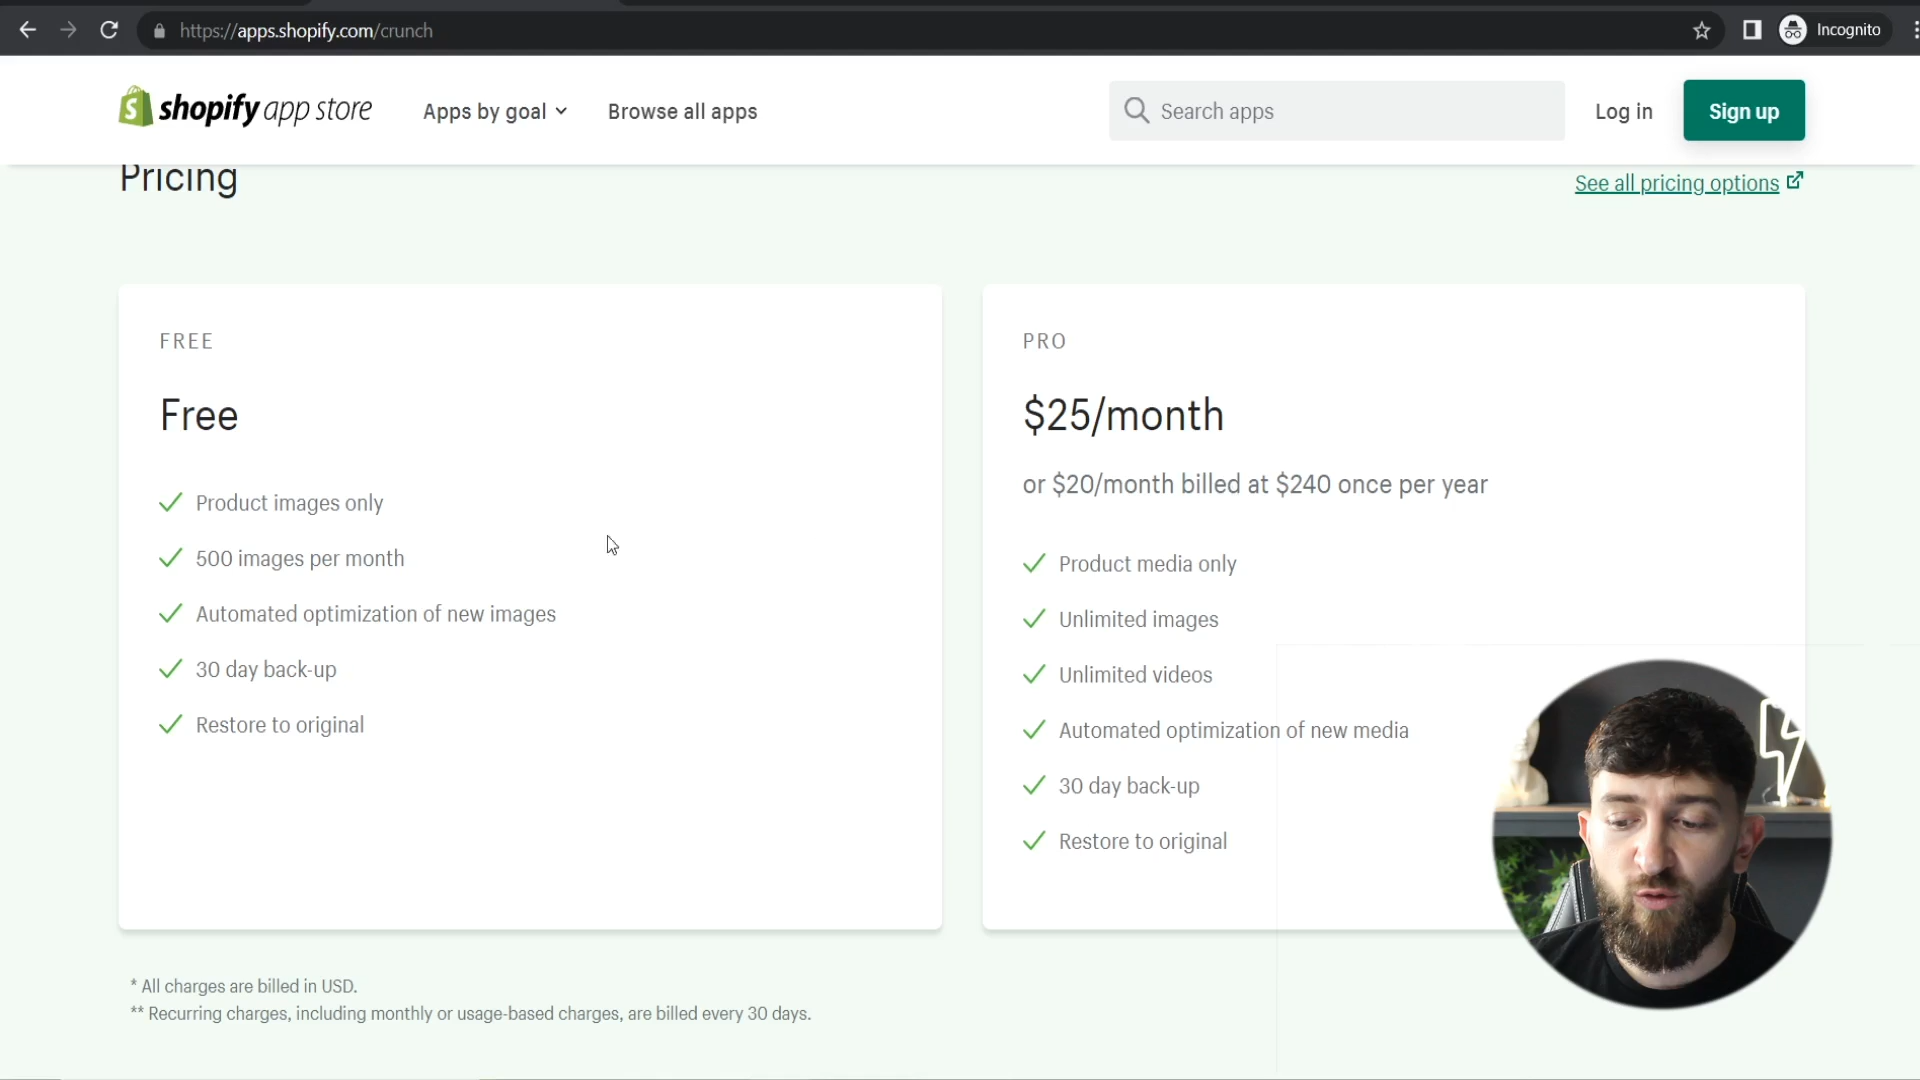 https://apps.shopify.com/crunch
Incognito
shopify app store
Apps by goal
Browse all apps
Search apps
Log in
Sign up
Pricing
See all pricing options
FREE
Free
Product images only
500 images per month
Automated optimization of new images
30 day back-up
Restore to original
PRO
$25/month
or $20/month billed at $240 once per year
Product media only
Unlimited images
Unlimited videos
Automated optimization of new media
30 day back-up
Restore to original
* All charges are billed in USD.
** Recurring charges, including monthly or usage-based charges, are billed every 30 days.